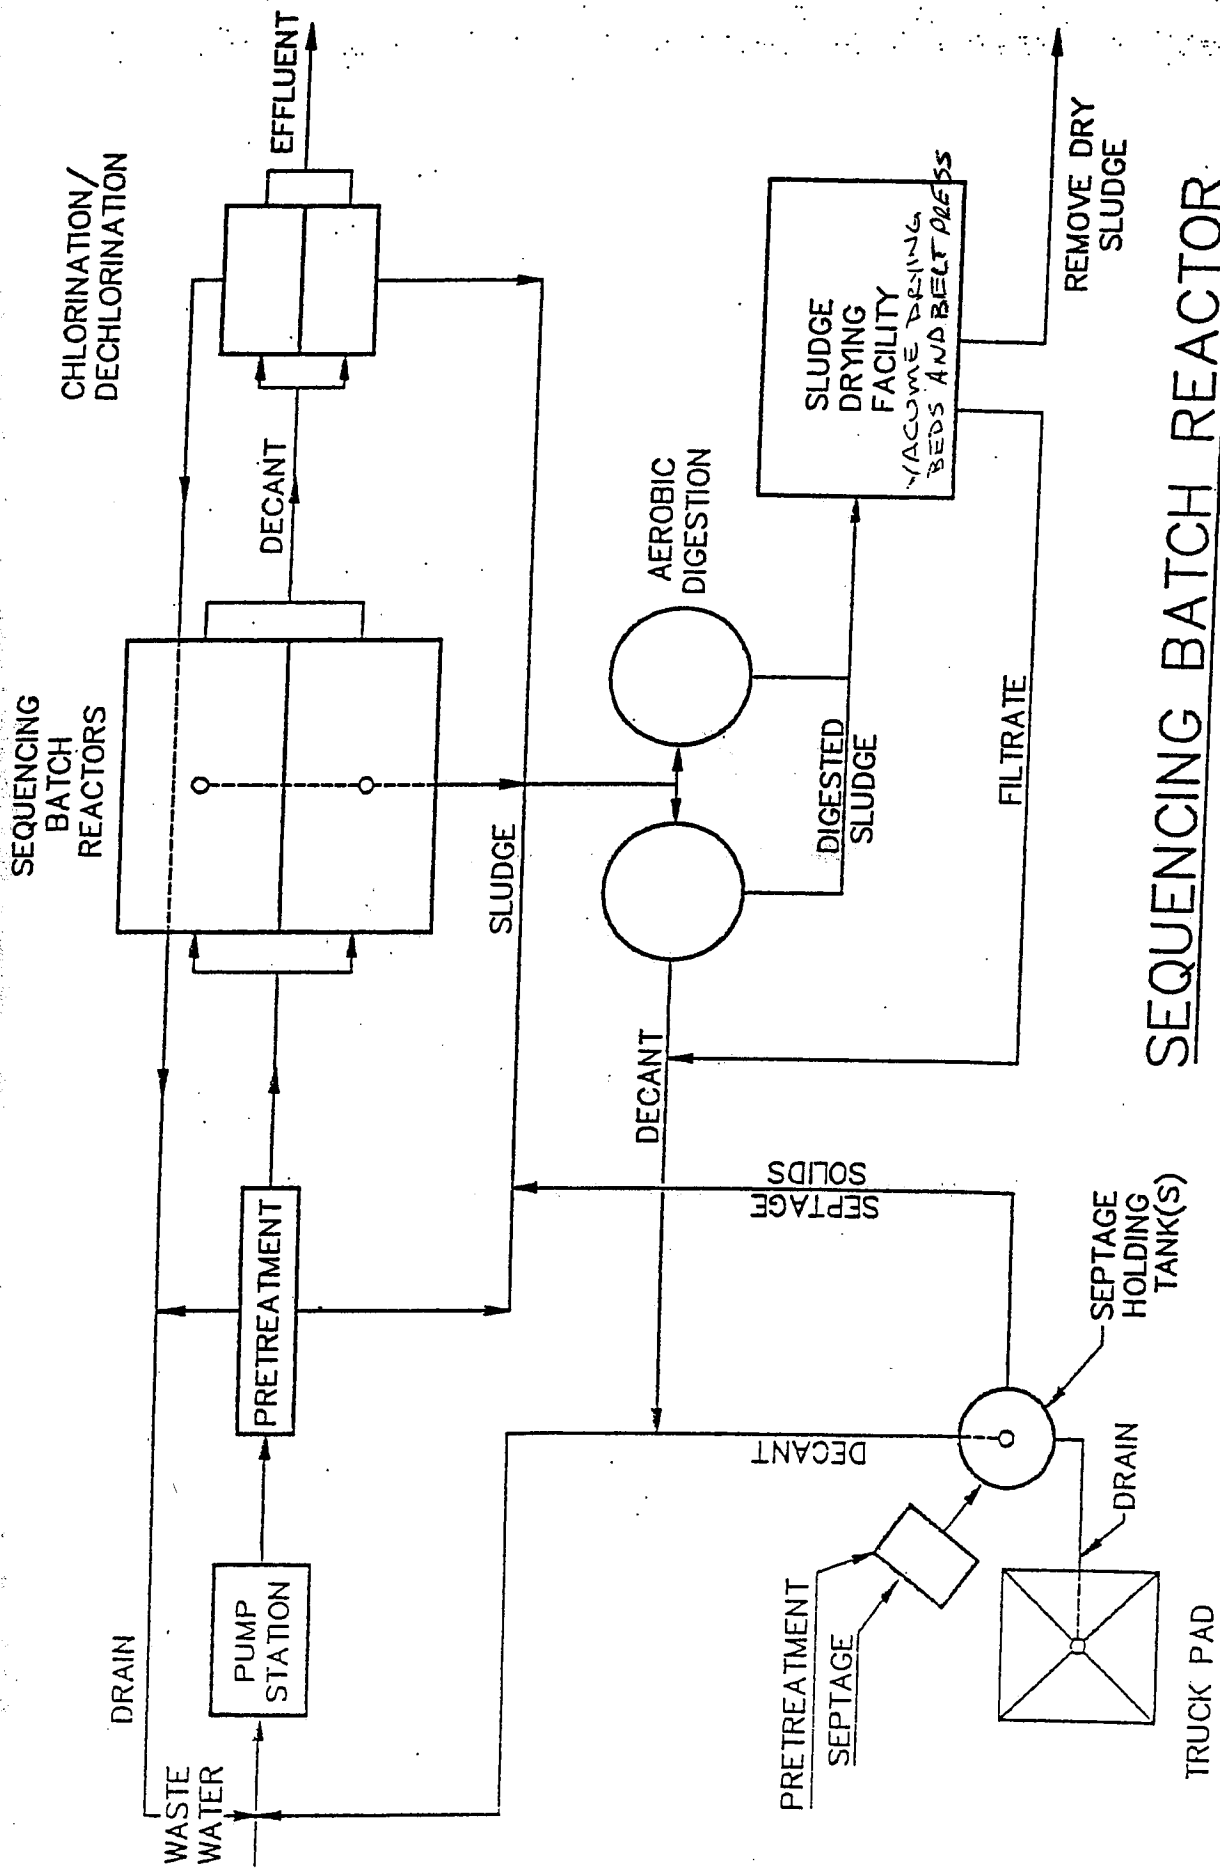 CHLORINATION/
DECHLORINATION
EFFLUENT
DECANT
SEQUENCING
BATCH
REACTORS
PRETREATMENT
PUMP
STATION
DRAIN
WASTE
WATER
SLUDGE
AEROBIC
DIGESTION
DIGESTED
SLUDGE
SLUDGE
DRYING
FACILITY
VACUME DRYING
BEDS AND BELT PRESS
REMOVE DRY
SLUDGE
FILTRATE
DECANT
SEPTAGE
SOLIDS
DECANT
SEPTAGE
HOLDING
TANK(S)
DRAIN
PRETREATMENT
SEPTAGE
TRUCK PAD
SEQUENCING BATCH REACTOR